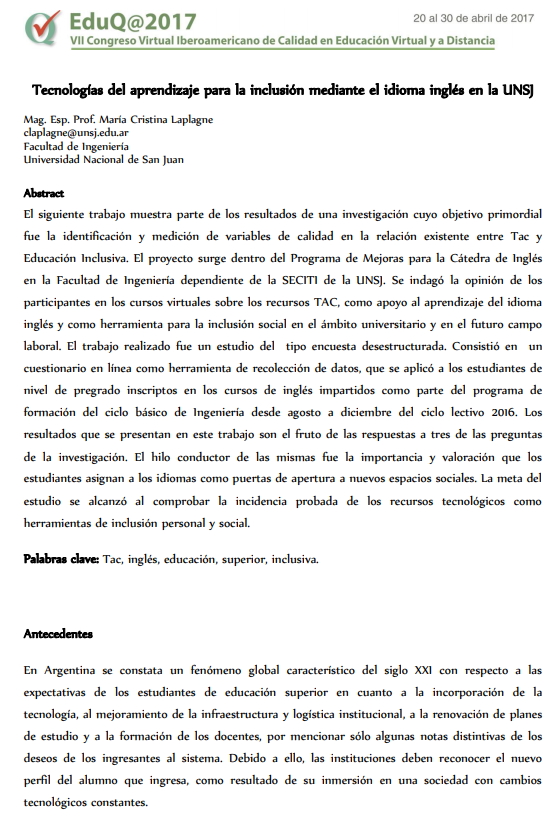 EduQ@2017
20 al 30 de abril de 2017
VII Congreso Virtual Iberoamericano de Calidad en Educación Virtual y a Distancia
Tecnologías del aprendizaje para la inclusión mediante el idioma inglés en la UNSJ
Mag. Esp. Prof. María Cristina Laplagne
claplagne@unsj.edu.ar
Facultad de Ingeniería
Universidad Nacional de San Juan
Abstract
El siguiente trabajo muestra parte de los resultados de una investigación cuyo objetivo primordial
fue la identificación y medición de variables de calidad en la relación existente entre Tac y
Educación Inclusiva. El proyecto surge dentro del Programa de Mejoras para la Cátedra de Inglés
en la Facultad de Ingeniería dependiente de la SECITI de la UNSJ. Se indagó la opinión de los
participantes en los cursos virtuales sobre los recursos TAC, como apoyo al aprendizaje del idioma
inglés y como herramienta para la inclusión social en el ámbito universitario y en el futuro campo
laboral. El trabajo realizado fue un estudio del tipo encuesta desestructurada. Consistió en un
cuestionario en línea como herramienta de recolección de datos, que se aplicó a los estudiantes de
nivel de pregrado inscriptos en los cursos de inglés impartidos como parte del programa de
formación del ciclo básico de Ingeniería desde agosto a diciembre del ciclo lectivo 2016. Los
resultados que se presentan en este trabajo son el fruto de las respuestas a tres de las preguntas
de la investigación. El hilo conductor de las mismas fue la importancia y valoración que los
estudiantes asignan a los idiomas como puertas de apertura a nuevos espacios sociales. La meta del
estudio se alcanzó al comprobar la incidencia probada de los recursos tecnológicos como
herramientas de inclusión personal y social.
Palabras clave: Tac, inglés, educación, superior, inclusiva.
Antecedentes
En Argentina se constata un fenómeno global característico del siglo XXI con respecto a las
expectativas de los estudiantes de educación superior en cuanto a la incorporación de la
tecnología, al mejoramiento de la infraestructura y logística institucional, a la renovación de planes
de estudio y a la formación de los docentes, por mencionar sólo algunas notas distintivas de los
deseos de los ingresantes al sistema. Debido a ello, las instituciones deben reconocer el nuevo
perfil del alumno que ingresa, como resultado de su inmersión en una sociedad con cambios
tecnológicos constantes.